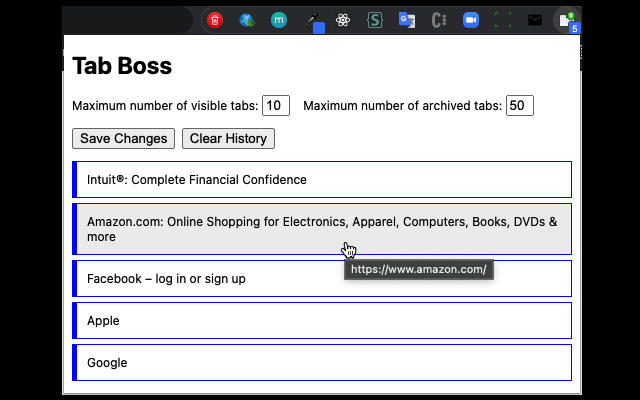 m
S
G
C
5
Tab Boss
Maximum number of visible tabs: 10 Maximum number of archived tabs: 50
Save Changes Clear History
Intuit®: Complete Financial Confidence
Amazon.com: Online Shopping for Electronics, Apparel, Computers, Books, DVDs &
more
https://www.amazon.com/
Facebook – log in or sign up
Apple
Google